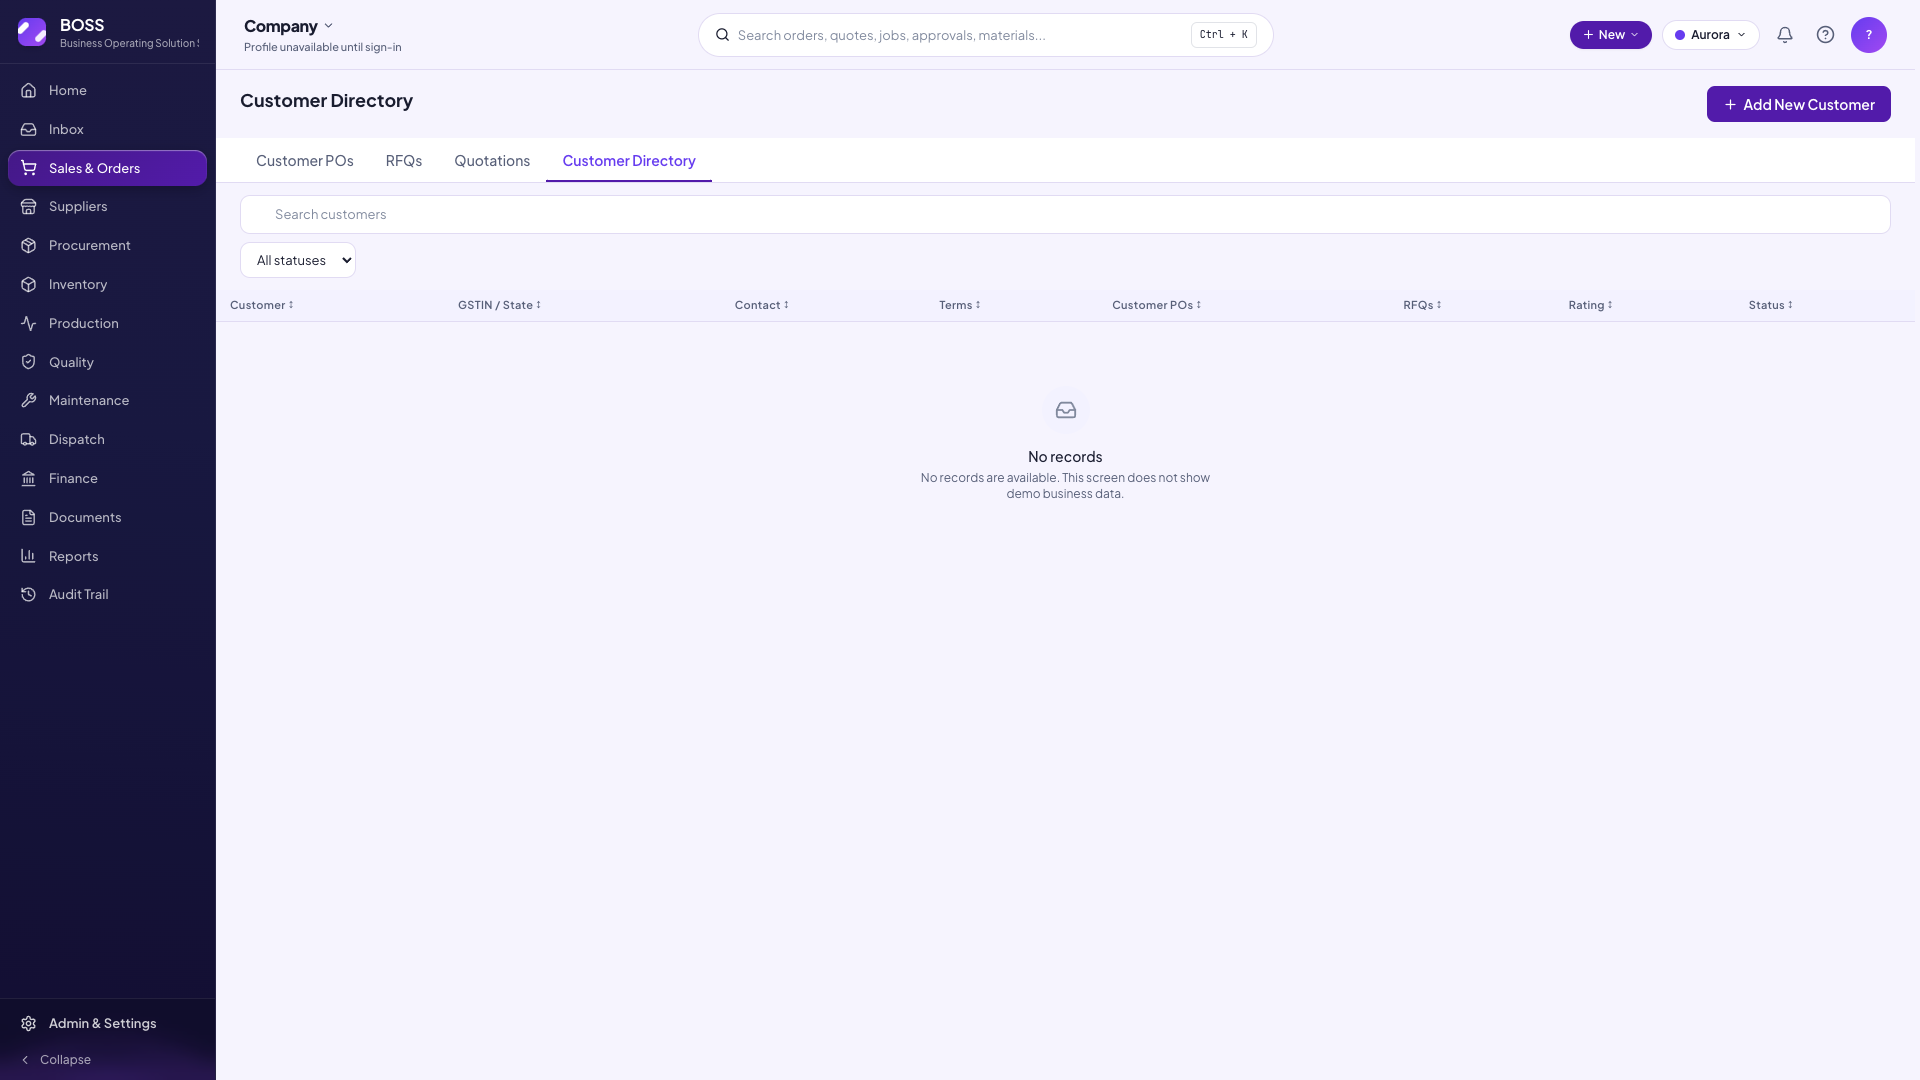 BOSS
Business Operating Solution
Home
Inbox
Sales & Orders
Suppliers
Procurement
Inventory
Production
Quality
Maintenance
Dispatch
Finance
Documents
Reports
Audit Trail
Admin & Settings
Collapse
Company
Profile unavailable until sign-in
Search orders, quotes, jobs, approvals, materials...
Ctrl + K
+ New
Aurora
?
Customer Directory
+ Add New Customer
Customer POs
RFQs
Quotations
Customer Directory
Search customers
All statuses
Customer ↕ GSTIN / State ↕ Contact ↕ Terms ↕ Customer POs ↕ RFQs ↕ Rating ↕ Status ↕
No records
No records are available. This screen does not show
demo business data.